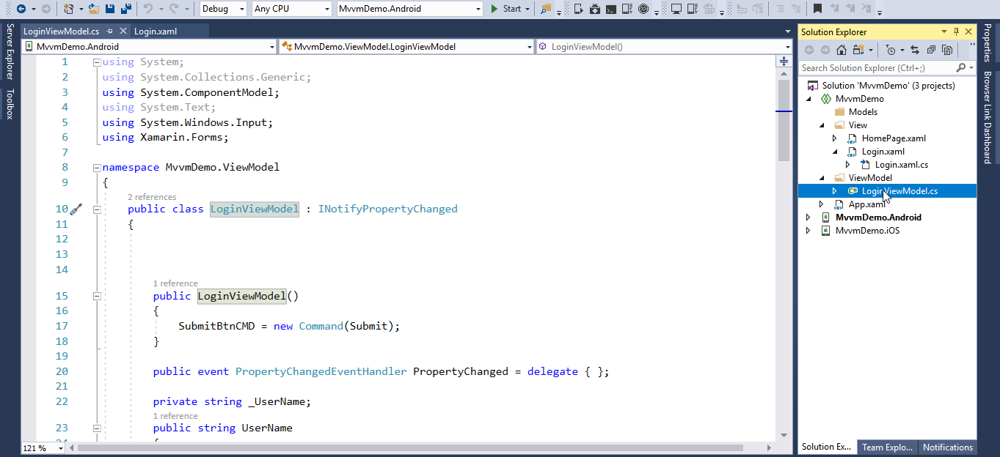 Debug Any CPU MvvmDemo.Android Start
Server Explorer
Toolbox
LoginViewModel.cs Login.xaml
MvvmDemo.Android MvvmDemo.ViewModel.LoginViewModel LoginViewModel()
1 using System;
2 using System.Collections.Generic;
3 using System.ComponentModel;
4 using System.Text;
5 using System.Windows.Input;
6 using Xamarin.Forms;
7
8 namespace MvvmDemo.ViewModel
9 {
2 references
10 public class LoginViewModel : INotifyPropertyChanged
11 {
12
13
14
1 reference
15 public LoginViewModel()
16 {
17 SubmitBtnCMD = new Command(Submit);
18 }
19
20 public event PropertyChangedEventHandler PropertyChanged = delegate { };
21
22 private string _UserName;
1 reference
23 public string UserName
24 {
121 %
Solution Explorer
Search Solution Explorer (Ctrl+;)
Solution 'MvvmDemo' (3 projects)
MvvmDemo
Models
View
HomePage.xaml
Login.xaml
Login.xaml.cs
ViewModel
LoginViewModel.cs
App.xaml
MvvmDemo.Android
MvvmDemo.iOS
Solution Ex... Team Explo... Notifications
Properties
Browser Link Dashboard